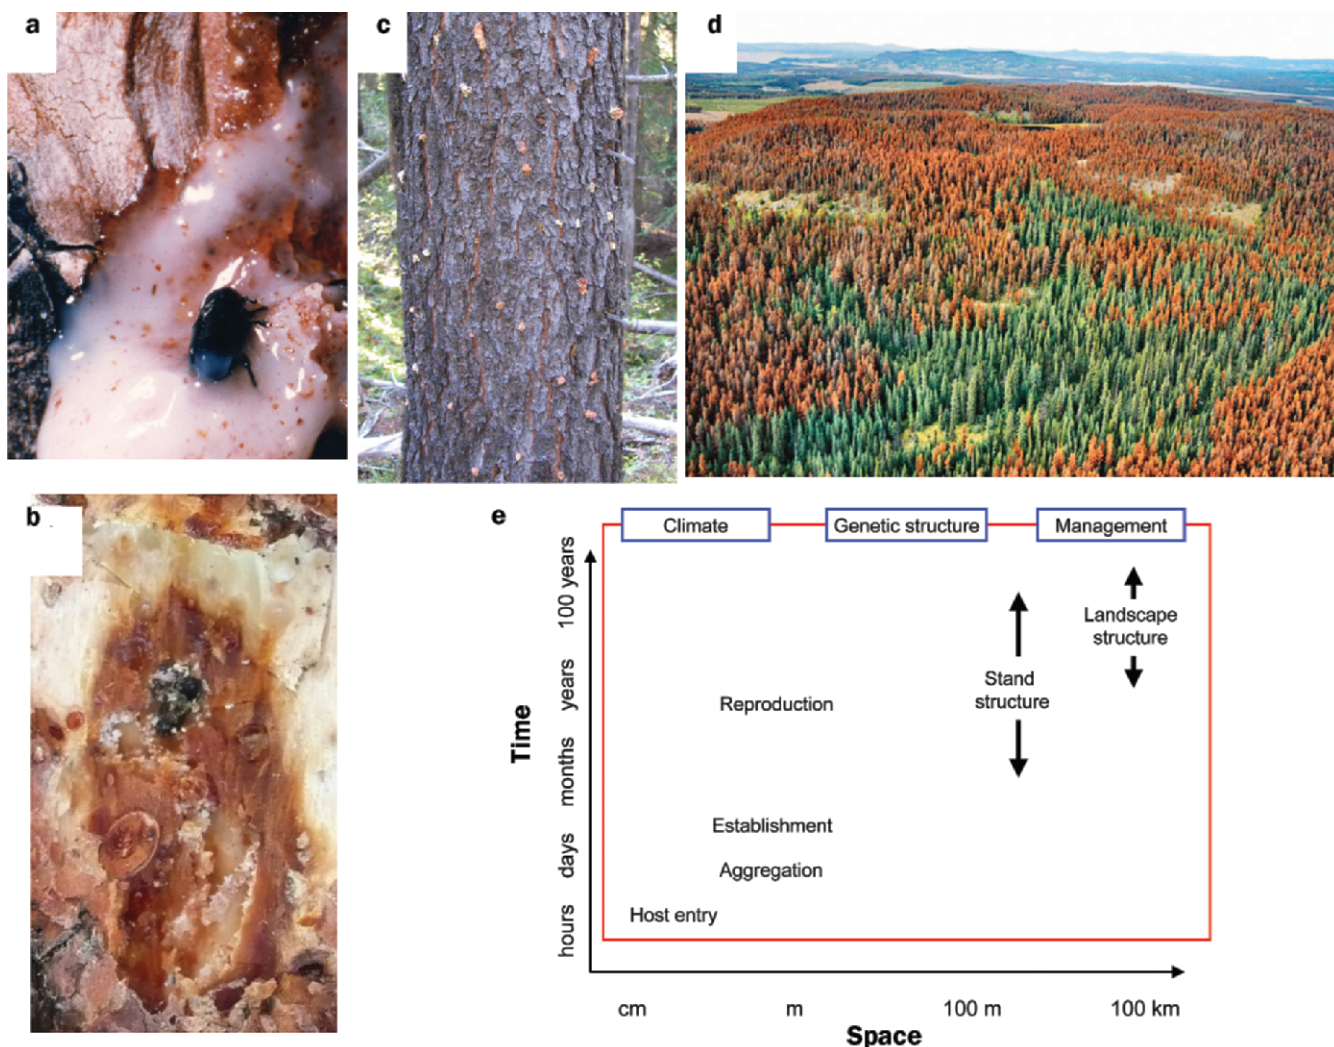 a
c
d
b
e
Climate
Genetic structure
Management
100 years
years
months
days
hours
Time
Landscape
structure
Stand
structure
Reproduction
Establishment
Aggregation
Host entry
cm
m
100 m
100 km
Space